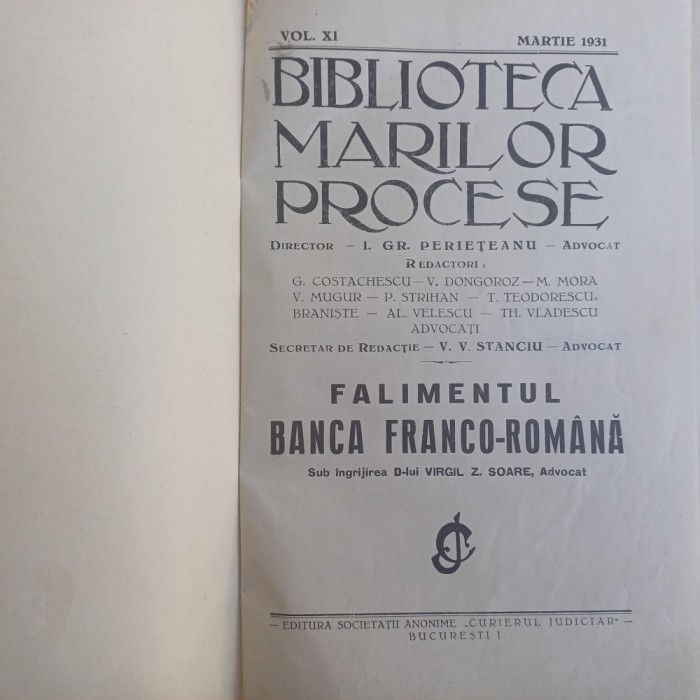 VOL. XI MARTIE 1931
BIBLIOTECA
MARILOR
PROCESE
DIRECTOR — I. GR. PERIEȚEANU — ADVOCAT
REDACTORI :
G. COSTACHESCU — V. DONGOROZ — M. MORA
V. MUGUR — P. STRIHAN — T. TEODORESCU-
BRANIȘTE — AL. VELESCU — TH. VLADESCU
ADVOCAȚI
SECRETAR DE REDACȚIE — V. V. STANCIU — ADVOCAT
FALIMENTUL
BANCA FRANCO-ROMÂNĂ
Sub îngrijirea D-lui VIRGIL Z. SOARE, Advocat
— EDITURA SOCIETAȚII ANONIME „CURIERUL JUDICIAR" —
BUCUREȘTI I